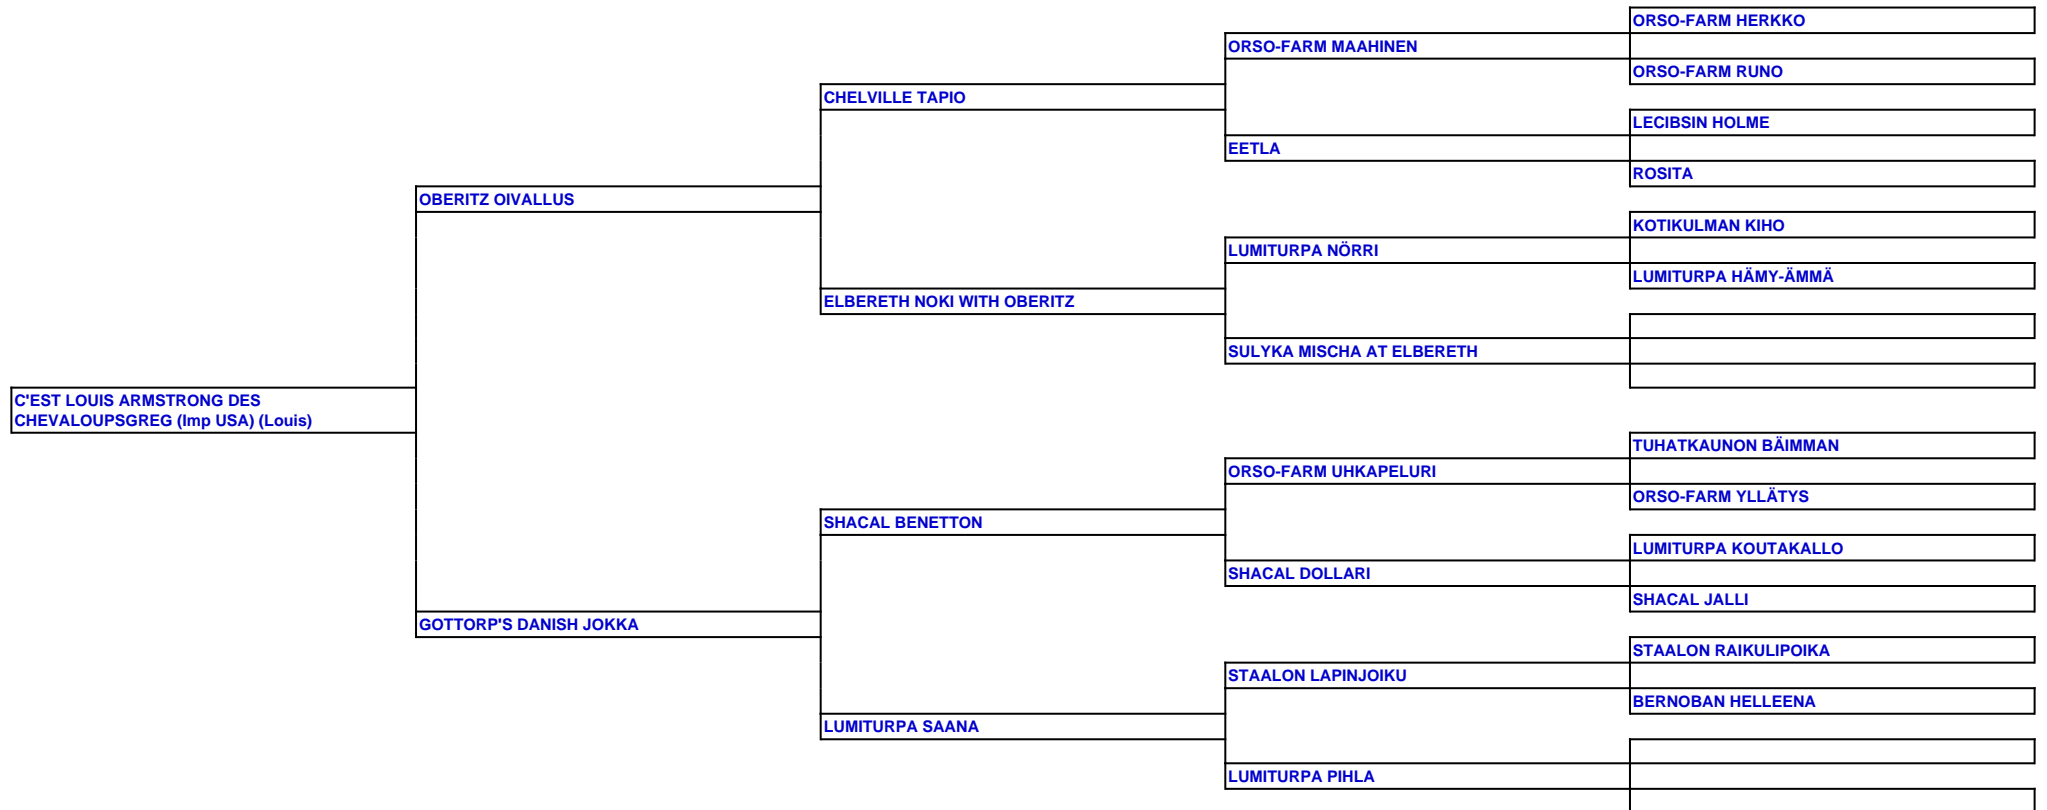 ORSO-FARM HERKKO
ORSO-FARM MAAHINEN
ORSO-FARM RUNO
CHELVILLE TAPIO
LECIBSIN HOLME
EETLA
ROSITA
OBERITZ OIVALLUS
KOTIKULMAN KIHO
LUMITURPA NÖRRI
LUMITURPA HÄMY-ÄMMÄ
ELBERETH NOKI WITH OBERITZ
SULYKA MISCHA AT ELBERETH
C'EST LOUIS ARMSTRONG DES
CHEVALOUPSGREG (Imp USA) (Louis)
TUHATKAUNON BÄIMMAN
ORSO-FARM UHKAPELURI
ORSO-FARM YLLÄTYS
SHACAL BENETTON
LUMITURPA KOUTAKALLO
SHACAL DOLLARI
SHACAL JALLI
GOTTORP'S DANISH JOKKA
STAALON RAIKULIPOIKA
STAALON LAPINJOIKU
BERNOBAN HELLEENA
LUMITURPA SAANA
LUMITURPA PIHLA